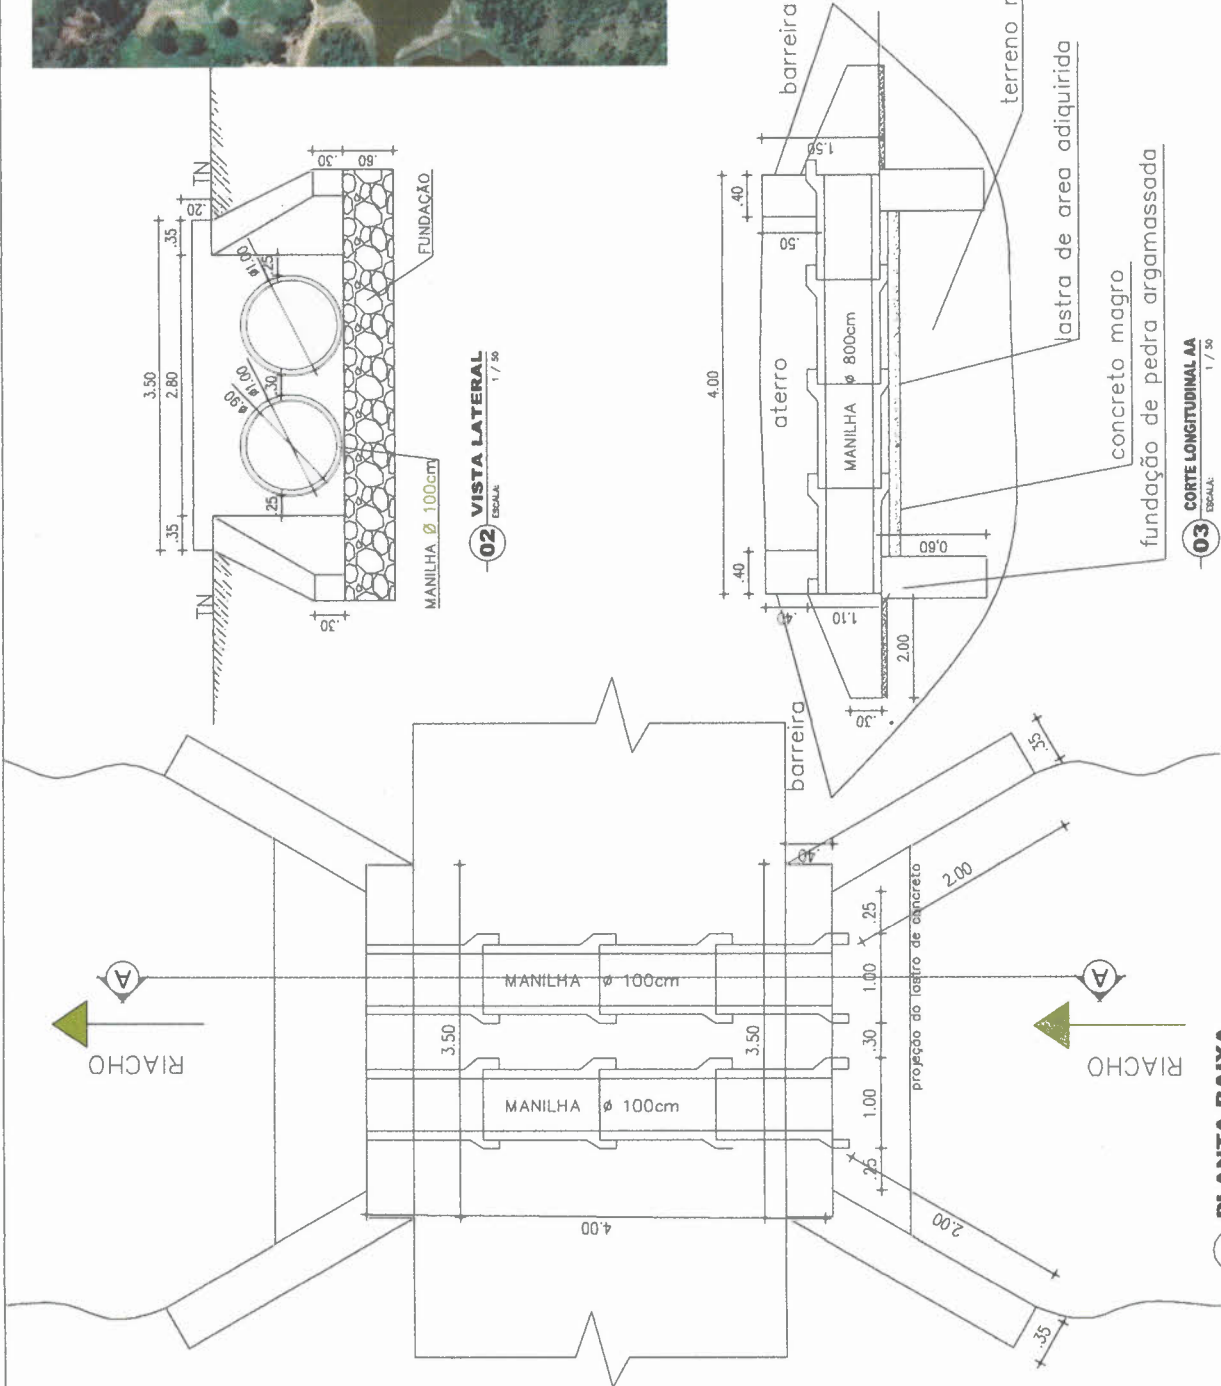 TN
TN
.20
3.50
.35
2.80
.35
.30
.60
.30
.25
ø1.00
.30
ø1.00
ø.90
.25
FUNDAÇÃO
MANILHA Ø 100cm
02 VISTA LATERAL
ESCALA: 1 / 50
barreira
barreira
terreno
lastra de area adiquirida
concreto magro
fundação de pedra argamassada
1.50
.40
.50
4.00
aterro
MANILHA ø 800cm
.40
.40
1.10
0,60
2.00
.30
03 CORTE LONGITUDINAL AA
ESCALA: 1 / 50
RIACHO
A
A
RIACHO
MANILHA ø 100cm
MANILHA ø 100cm
3.50
3.50
4.00
.40
.25
1.00
.30
1.00
.25
projeção do lastro de concreto
2.00
2.00
.35
.35
PLANTA BAIXA